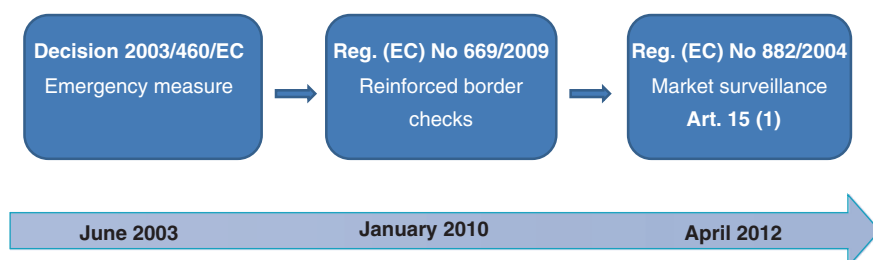 Decision 2003/460/EC
Emergency measure
Reg. (EC) No 669/2009
Reinforced border
checks
Reg. (EC) No 882/2004
Market surveillance
Art. 15 (1)
June 2003
January 2010
April 2012